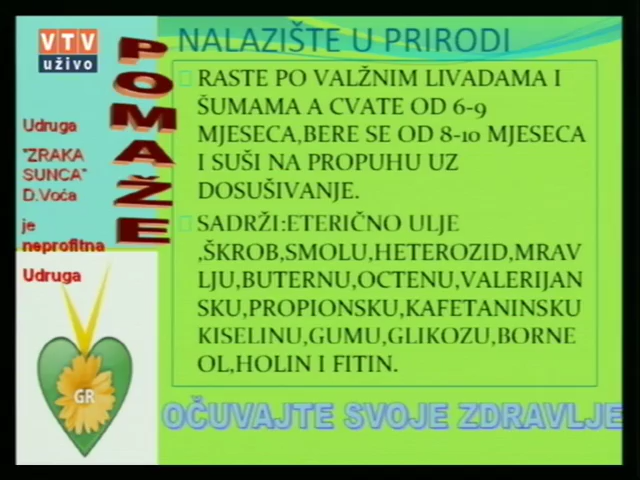 VTV
uživo
POMAŽE
Udruga
"ZRAKA
SUNCA"
D.Voća
je
neprofitna
Udruga
GR
NALAZIŠTE U PRIRODI
RASTE PO VALŽNIM LIVADAMA I
ŠUMAMA A CVATE OD 6-9
MJESECA,BERE SE OD 8-10 MJESECA
I SUŠI NA PROPUHU UZ
DOSUŠIVANJE.
SADRŽI:ETERIČNO ULJE
,ŠKROB,SMOLU,HETEROZID,MRAV
LJU,BUTERNU,OCTENU,VALERIJAN
SKU,PROPIONSKU,KAFETANINSKU
KISELINU,GUMU,GLIKOZU,BORNE
OL,HOLIN I FITIN.
OČUVAJTE SVOJE ZDRAVLJE